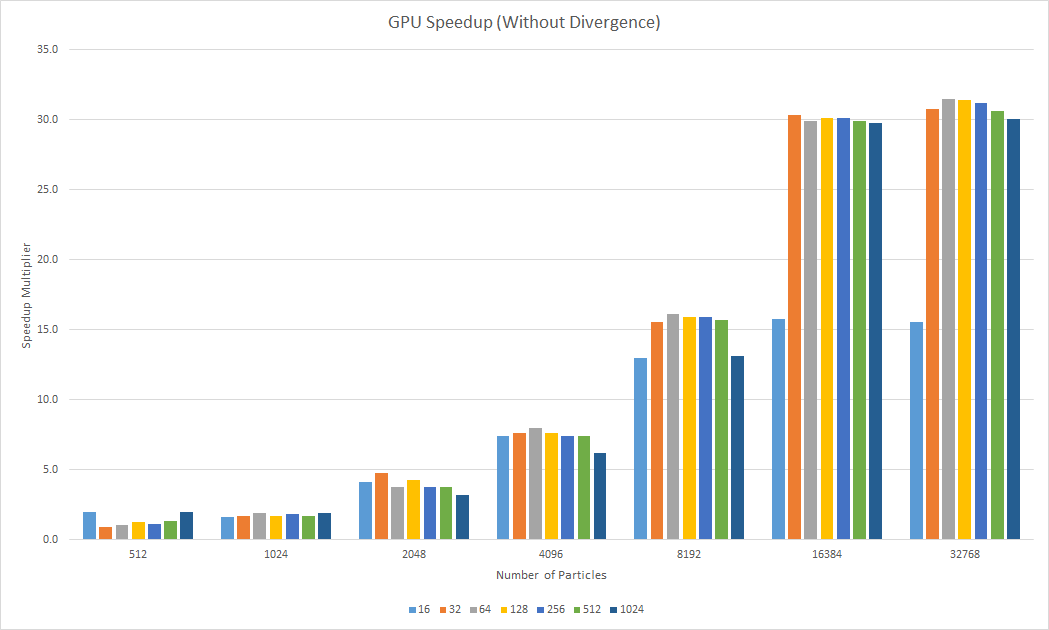 GPU Speedup (Without Divergence)
35.0
30.0
25.0
20.0
15.0
10.0
5.0
0.0
Speedup Multiplier
512 1024 2048 4096 8192 16384 32768
Number of Particles
16 32 64 128 256 512 1024